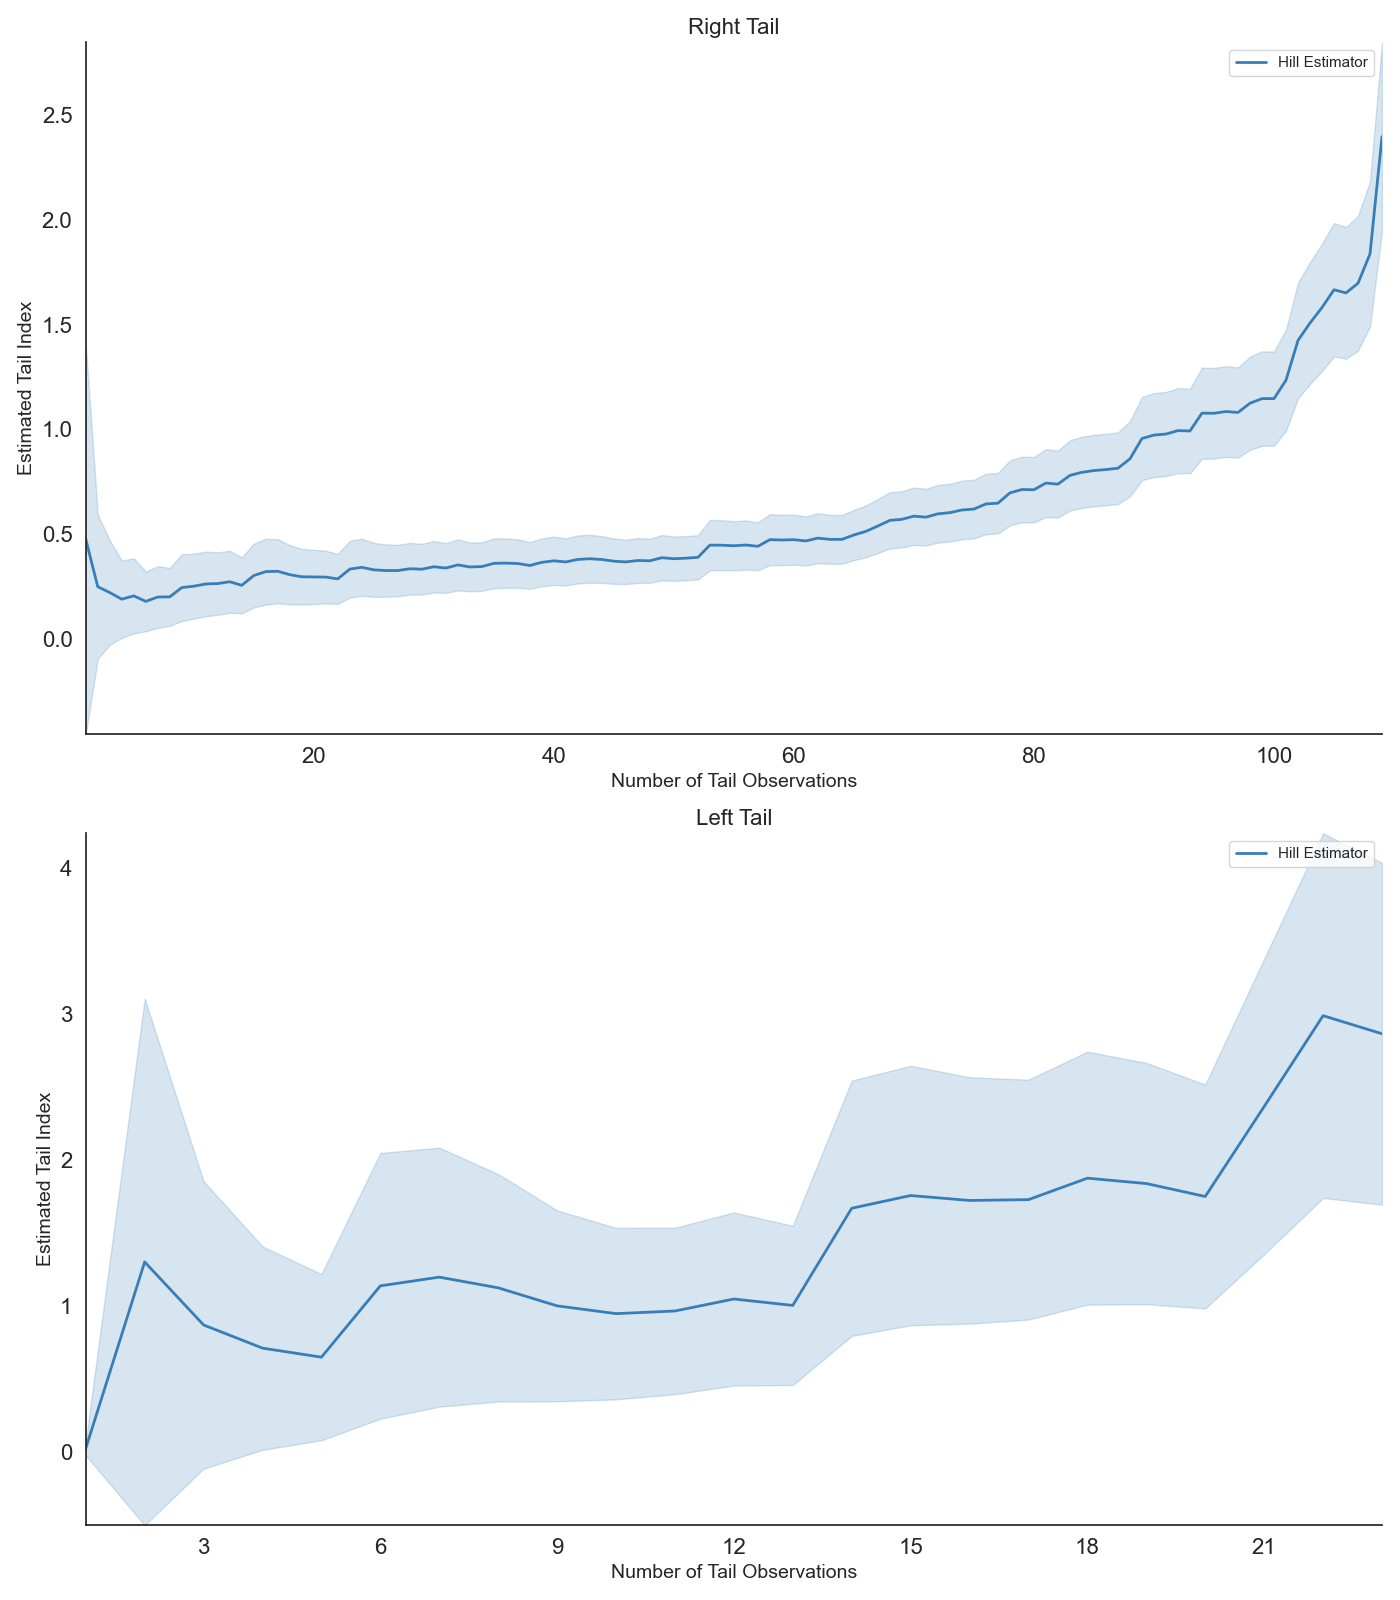 Right Tail
Hill Estimator
2.5
2.0
1.5
1.0
0.5
0.0
Estimated Tail Index
20 40 60 80 100
Number of Tail Observations
Left Tail
Hill Estimator
4
3
2
1
0
Estimated Tail Index
3 6 9 12 15 18 21
Number of Tail Observations